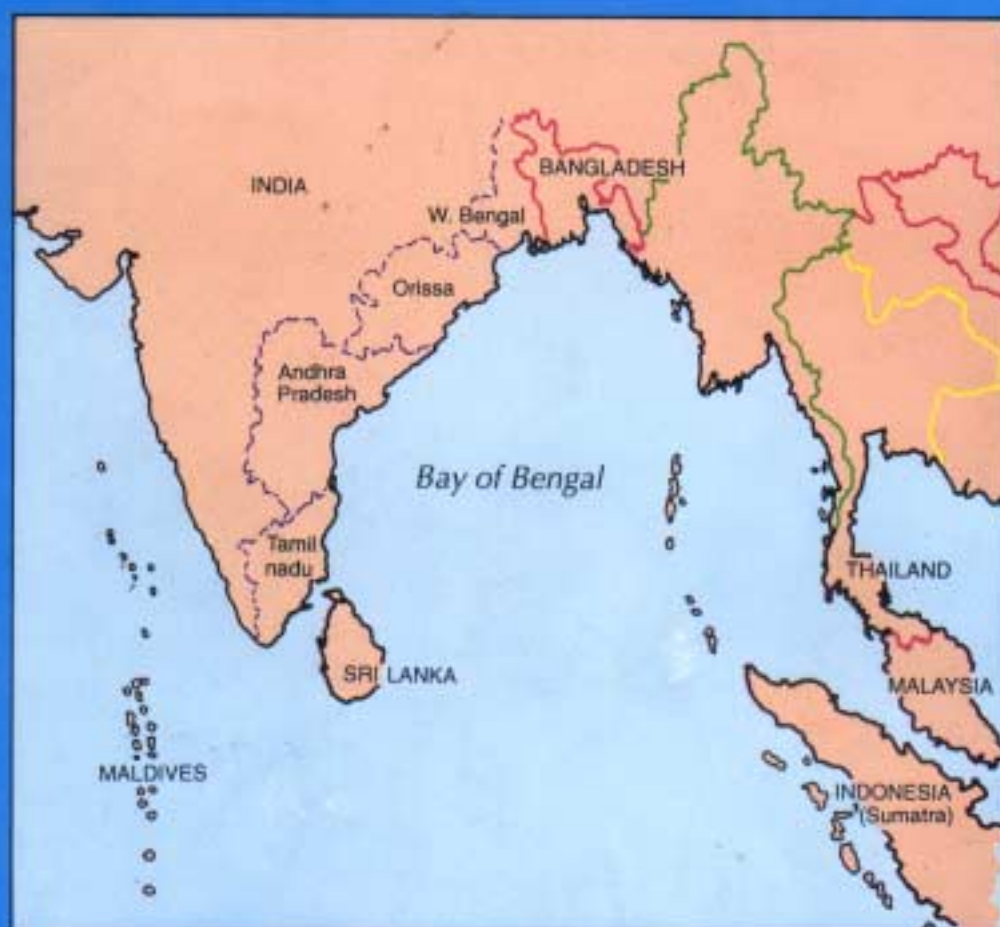 BANGLADESH
INDIA
W. Bengal
Orissa
Andhra
Pradesh
Bay of Bengal
Tamil
nadu
THAILAND
SRI LANKA
MALAYSIA
MALDIVES
INDONESIA
(Sumatra)